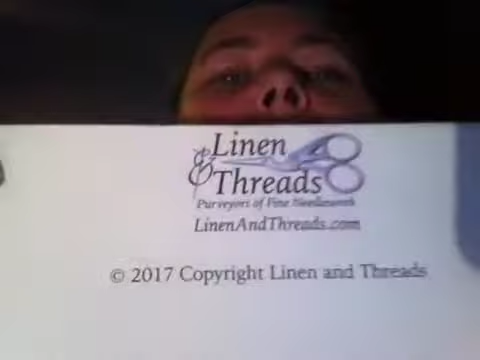 Linen
& Threads
Purveyors of Fine Needlework
LinenAndThreads.com
© 2017 Copyright Linen and Threads